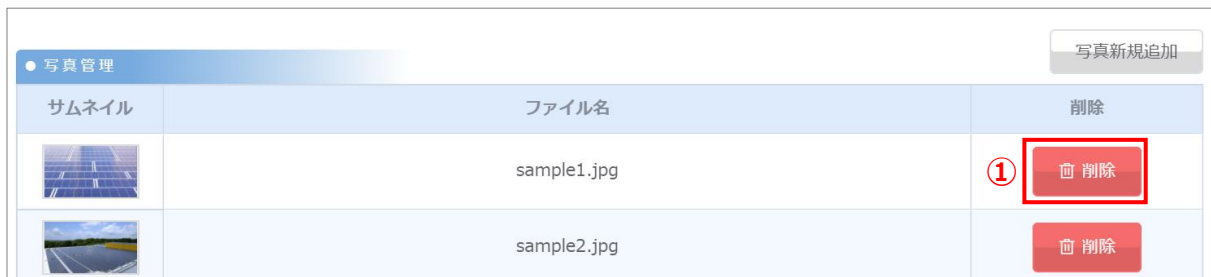 写真新規追加
● 写真管理
サムネイル ファイル名 削除
sample1.jpg ① 削除
sample2.jpg 削除